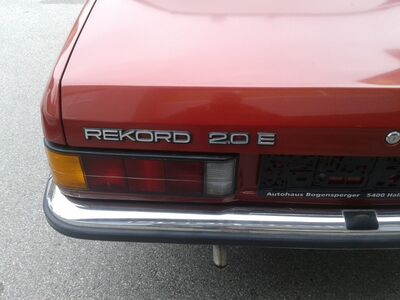 REKORD 2.0 E
Autohaus Bogensperger 5400 Hal